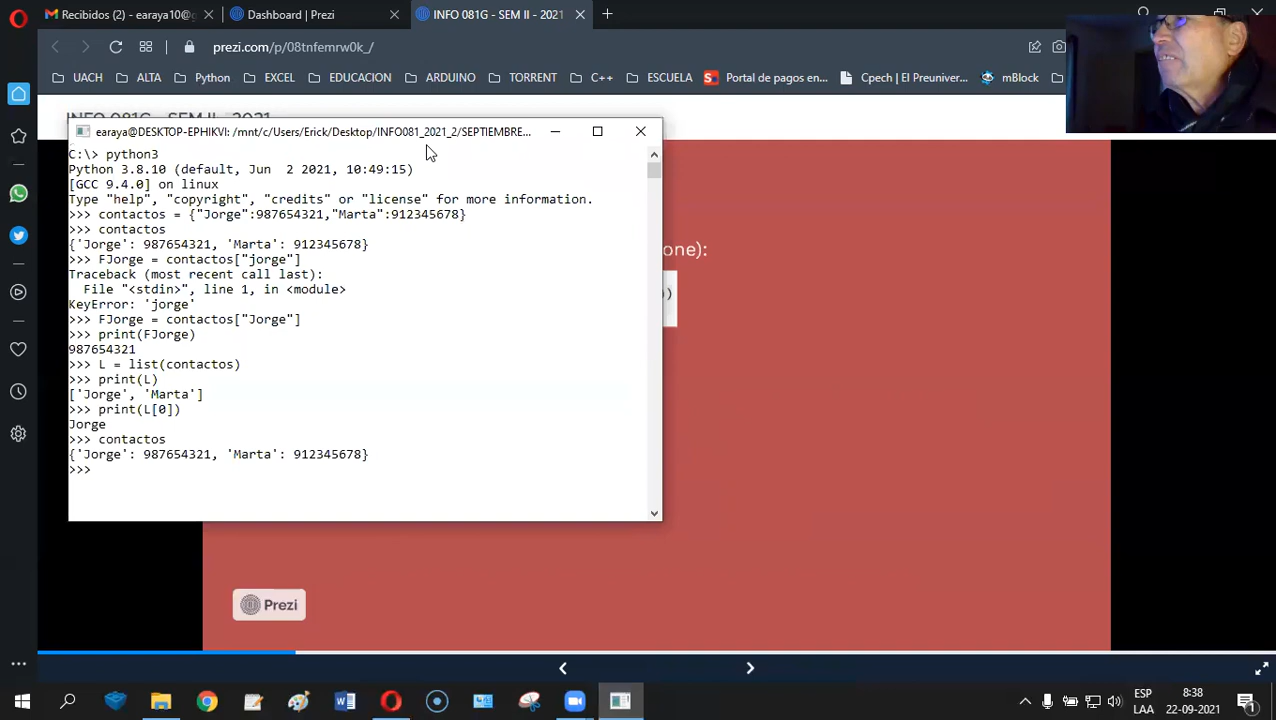 Recibidos (2) - earaya10@g
Dashboard | Prezi
INFO 081G - SEM II - 2021
prezi.com/p/08tnfemrw0k_/
UACH
ALTA
Python
EXCEL
EDUCACION
ARDUINO
TORRENT
C++
ESCUELA
Portal de pagos en...
Cpech | El Preuniver...
mBlock
INFO 081G - SEM II - 2021
earaya@DESKTOP-EPHIKVI: /mnt/c/Users/Erick/Desktop/INFO081_2021_2/SEPTIEMBRE...
C:\> python3
Python 3.8.10 (default, Jun  2 2021, 10:49:15)
[GCC 9.4.0] on linux
Type "help", "copyright", "credits" or "license" for more information.
>>> contactos = {"Jorge":987654321,"Marta":912345678}
>>> contactos
{'Jorge': 987654321, 'Marta': 912345678}
>>> FJorge = contactos["jorge"]
Traceback (most recent call last):
  File "<stdin>", line 1, in <module>
KeyError: 'jorge'
>>> FJorge = contactos["Jorge"]
>>> print(FJorge)
987654321
>>> L = list(contactos)
>>> print(L)
['Jorge', 'Marta']
>>> print(L[0])
Jorge
>>> contactos
{'Jorge': 987654321, 'Marta': 912345678}
>>>
one):
))
Prezi
ESP
LAA
8:38
22-09-2021